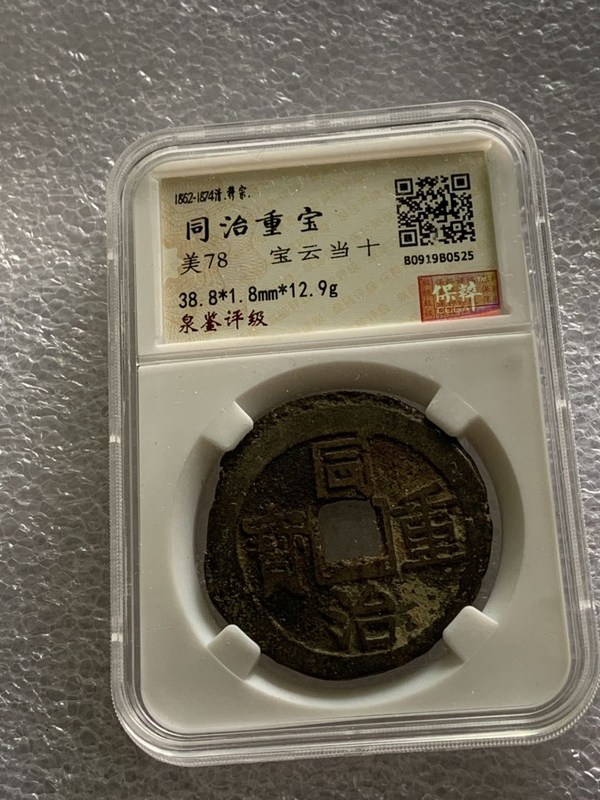 1862-1874清.穆宗.
同治重宝
美78 宝云当十
38.8*1.8mm*12.9g
泉鉴评级
B0919B0525
保粹
同治重寶